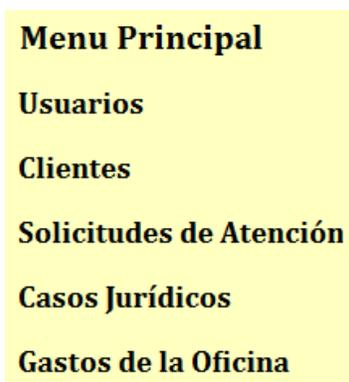 Menu Principal
Usuarios
Clientes
Solicitudes de Atención
Casos Jurídicos
Gastos de la Oficina